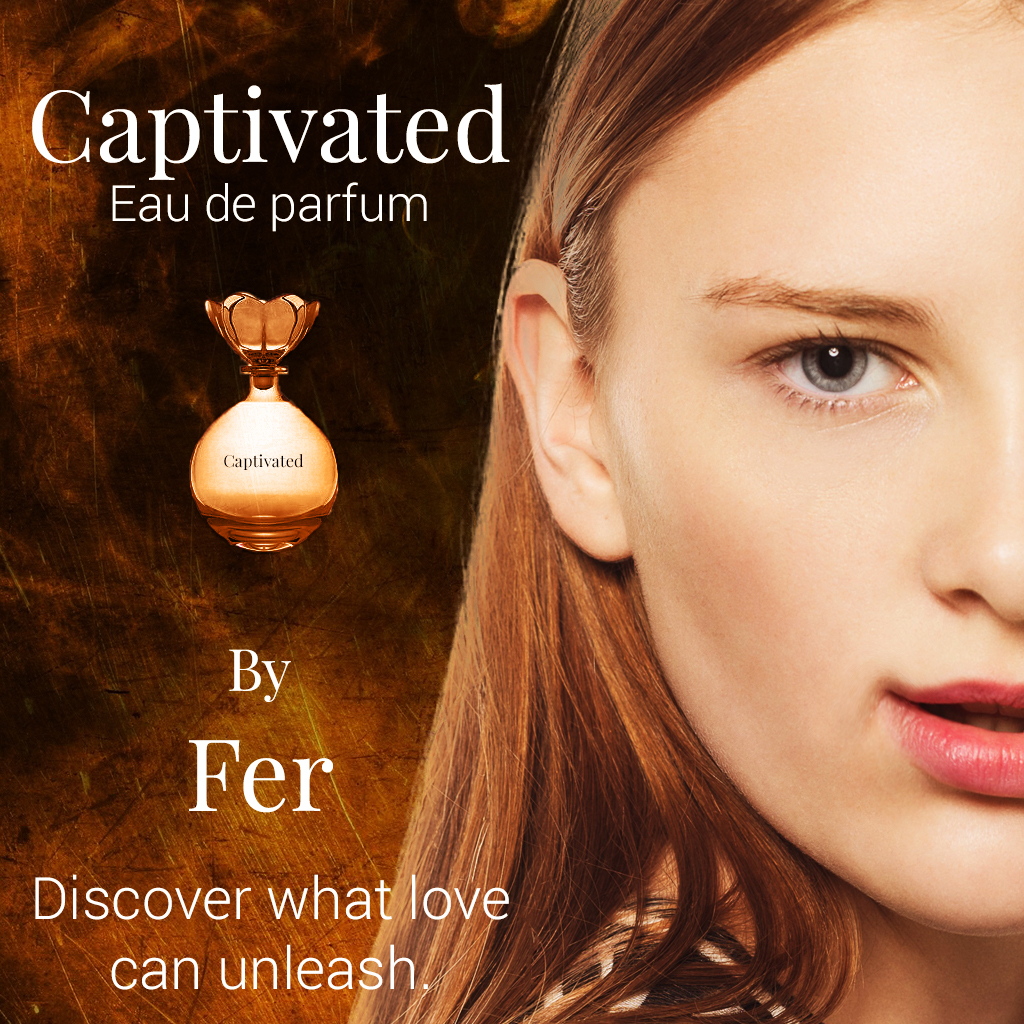 Captivated
Eau de parfum
Captivated
By
Fer
Discover what love
can unleash.